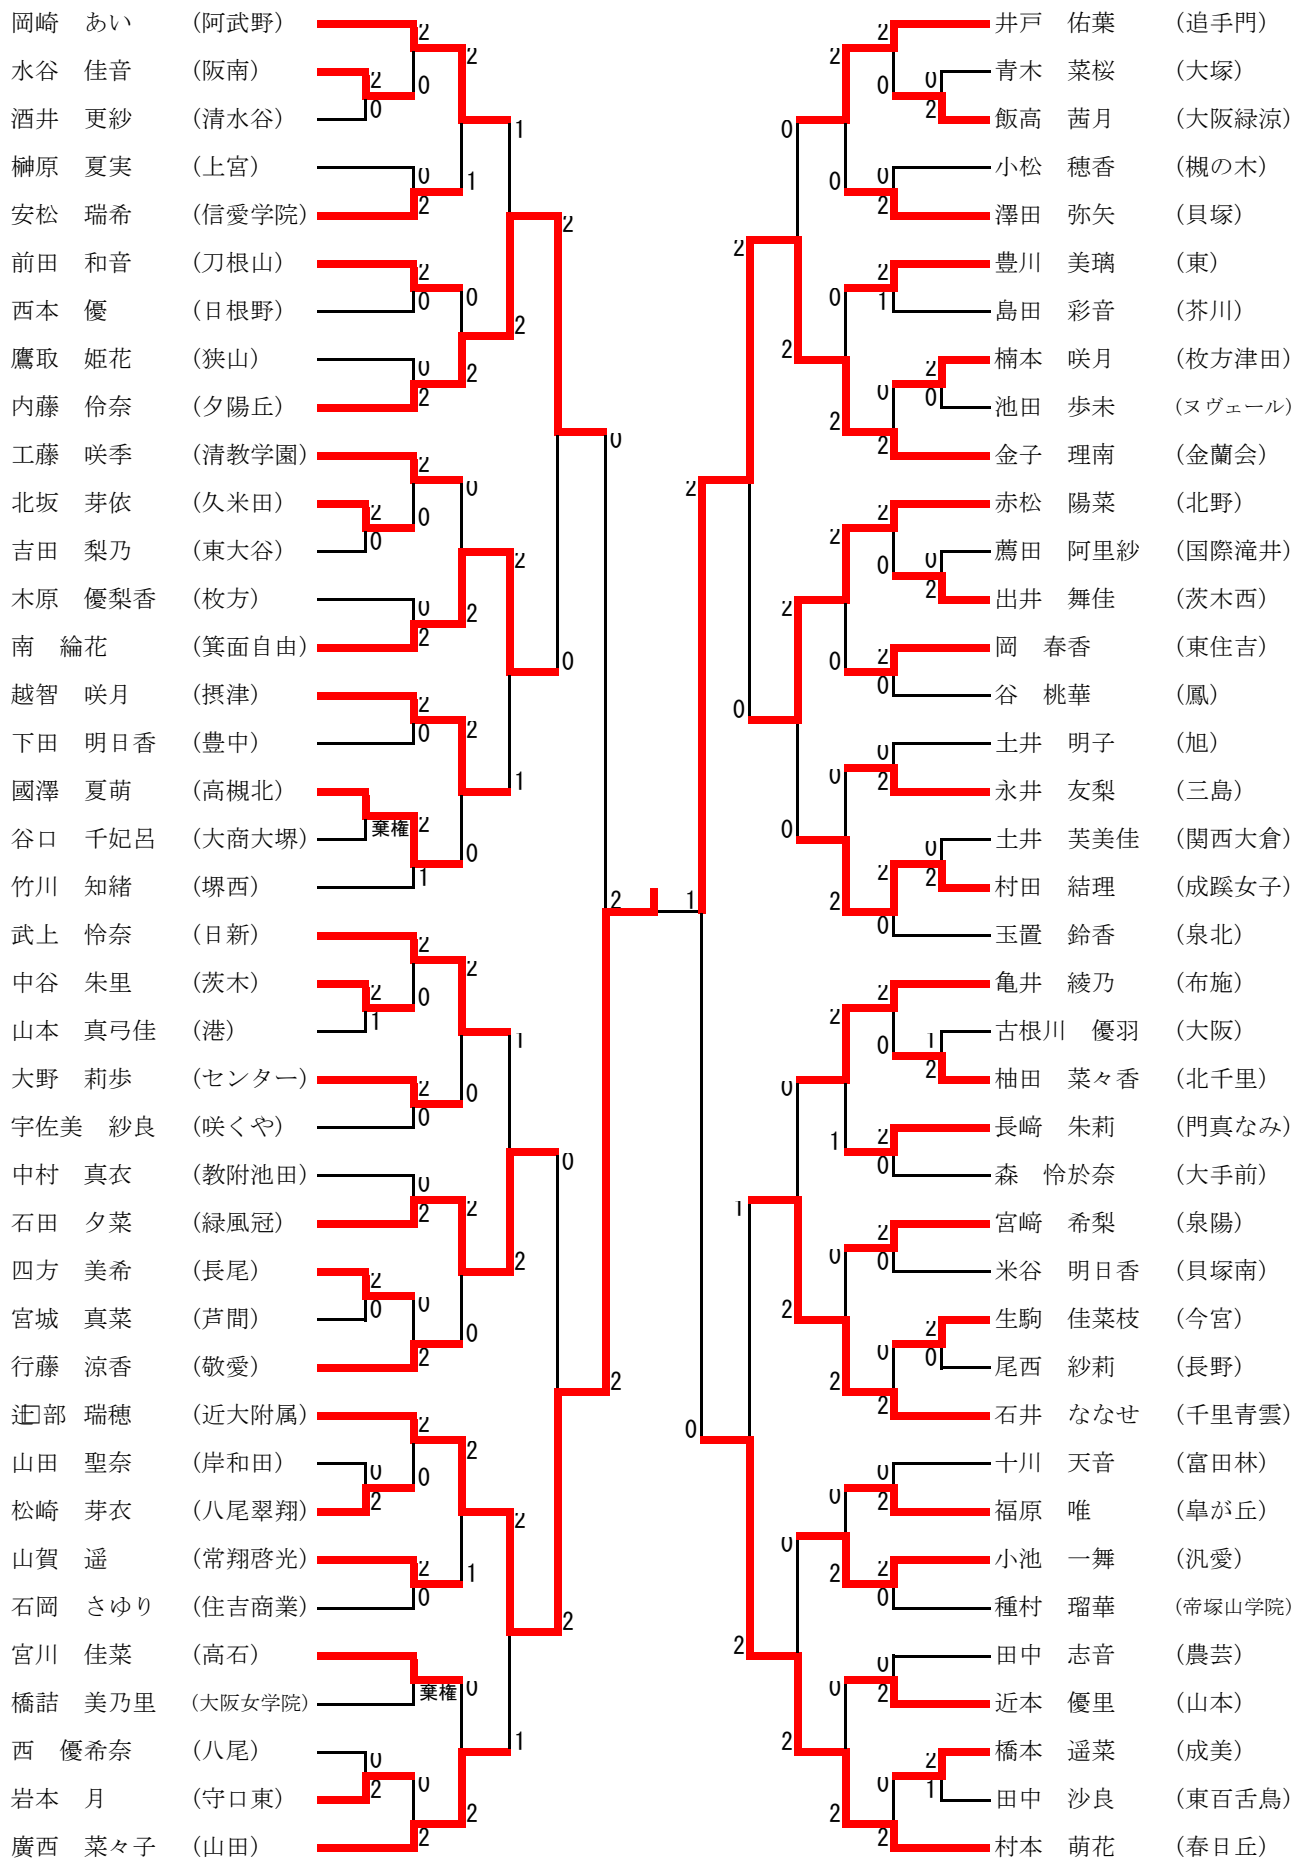 岡崎　あい　(阿武野)
水谷　佳音　(阪南)
酒井　更紗　(清水谷)
榊原　夏実　(上宮)
安松　瑞希　(信愛学院)
前田　和音　(刀根山)
西本　優　(日根野)
鷹取　姫花　(狭山)
内藤　伶奈　(夕陽丘)
工藤　咲季　(清教学園)
北坂　芽依　(久米田)
吉田　梨乃　(東大谷)
木原　優梨香　(枚方)
南　綸花　(箕面自由)
越智　咲月　(摂津)
下田　明日香　(豊中)
國澤　夏萌　(高槻北)
谷口　千妃呂　(大商大堺)
棄権
竹川　知緒　(堺西)
武上　怜奈　(日新)
中谷　朱里　(茨木)
山本　真弓佳　(港)
大野　莉歩　(センター)
宇佐美　紗良　(咲くや)
中村　真衣　(教附池田)
石田　夕菜　(緑風冠)
四方　美希　(長尾)
宮城　真菜　(芦間)
行藤　涼香　(敬愛)
部　瑞穂　(近大附属)
山田　聖奈　(岸和田)
松崎　芽衣　(八尾翠翔)
山賀　遥　(常翔啓光)
石岡　さゆり　(住吉商業)
宮川　佳菜　(高石)
棄権
橋詰　美乃里　(大阪女学院)
西　優希奈　(八尾)
岩本　月　(守口東)
廣西　菜々子　(山田)
井戸　佑葉　(追手門)
青木　菜桜　(大塚)
飯高　茜月　(大阪緑涼)
小松　穂香　(槻の木)
澤田　弥矢　(貝塚)
豊川　美璃　(東)
島田　彩音　(芥川)
楠本　咲月　(枚方津田)
池田　歩未　(ヌヴェール)
金子　理南　(金蘭会)
赤松　陽菜　(北野)
薦田　阿里紗　(国際滝井)
出井　舞佳　(茨木西)
岡　春香　(東住吉)
谷　桃華　(鳳)
土井　明子　(旭)
永井　友梨　(三島)
土井　芙美佳　(関西大倉)
村田　結理　(成蹊女子)
玉置　鈴香　(泉北)
亀井　綾乃　(布施)
古根川　優羽　(大阪)
柚田　菜々香　(北千里)
長﨑　朱莉　(門真なみ)
森　怜於奈　(大手前)
宮﨑　希梨　(泉陽)
米谷　明日香　(貝塚南)
生駒　佳菜枝　(今宮)
尾西　紗莉　(長野)
石井　ななせ　(千里青雲)
十川　天音　(富田林)
福原　唯　(皐が丘)
小池　一舞　(汎愛)
種村　瑠華　(帝塚山学院)
田中　志音　(農芸)
近本　優里　(山本)
橋本　遥菜　(成美)
田中　沙良　(東百舌鳥)
村本　萌花　(春日丘)